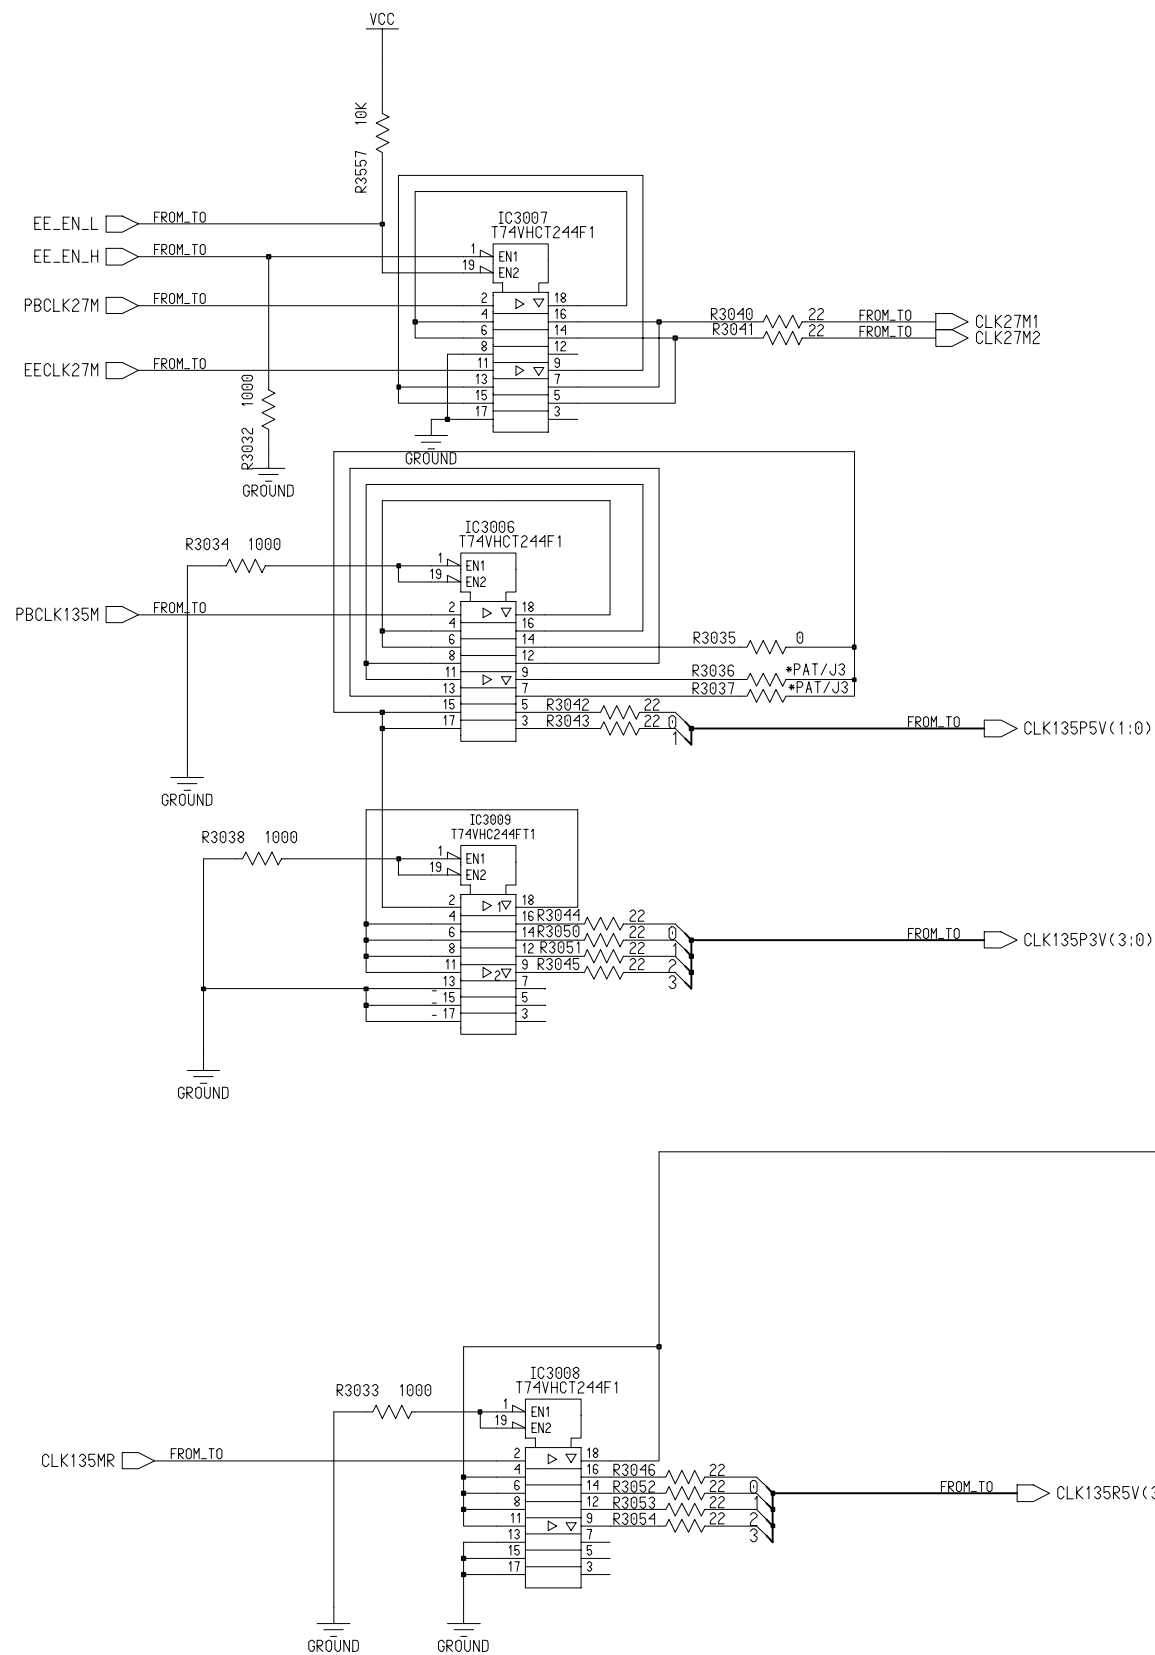 VCC
10K
R3557
EE_EN_L FROM_TO
EE_EN_H FROM_TO
PBCLK27M FROM_TO
EECLK27M FROM_TO
1000
R3032
GROUND
IC3007
T74VHCT244F1
1 EN1
19 EN2
2 18
4 16
6 14
8 12
11 9
13 7
15 5
17 3
GROUND
R3040 22 FROM_TO CLK27M1
R3041 22 FROM_TO CLK27M2
IC3006
T74VHCT244F1
R3034 1000
1 EN1
19 EN2
PBCLK135M FROM_TO
2 18
4 16
6 14 R3035 0
8 12
11 9 R3036 *PAT/J3
13 7 R3037 *PAT/J3
15 5 R3042 22 0
17 3 R3043 22 1
FROM_TO CLK135P5V(1:0)
GROUND
IC3009
T74VHC244FT1
R3038 1000
1 EN1
19 EN2
2 1 18
4 16 R3044 22 0
6 14 R3050 22 1
8 12 R3051 22 2
11 2 9 R3045 22 3
- 13 7
- 15 5
- 17 3
FROM_TO CLK135P3V(3:0)
GROUND
IC3008
T74VHCT244F1
R3033 1000
1 EN1
19 EN2
CLK135MR FROM_TO
2 18
4 16 R3046 22 0
6 14 R3052 22 1
8 12 R3053 22 2
11 9 R3054 22 3
13 7
15 5
17 3
FROM_TO CLK135R5V(3
GROUND
GROUND